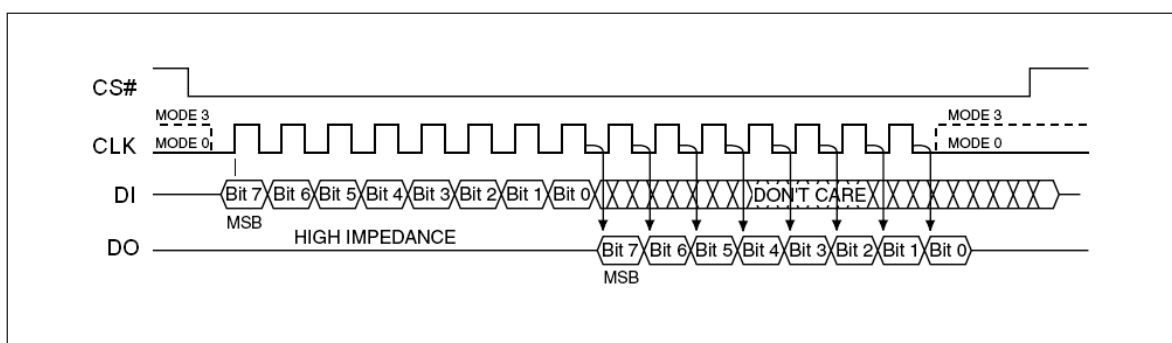 CS#
MODE 3 MODE 3
CLK MODE 0 MODE 0
DI Bit 7 Bit 6 Bit 5 Bit 4 Bit 3 Bit 2 Bit 1 Bit 0 DON'T CARE
MSB
HIGH IMPEDANCE
DO Bit 7 Bit 6 Bit 5 Bit 4 Bit 3 Bit 2 Bit 1 Bit 0
MSB